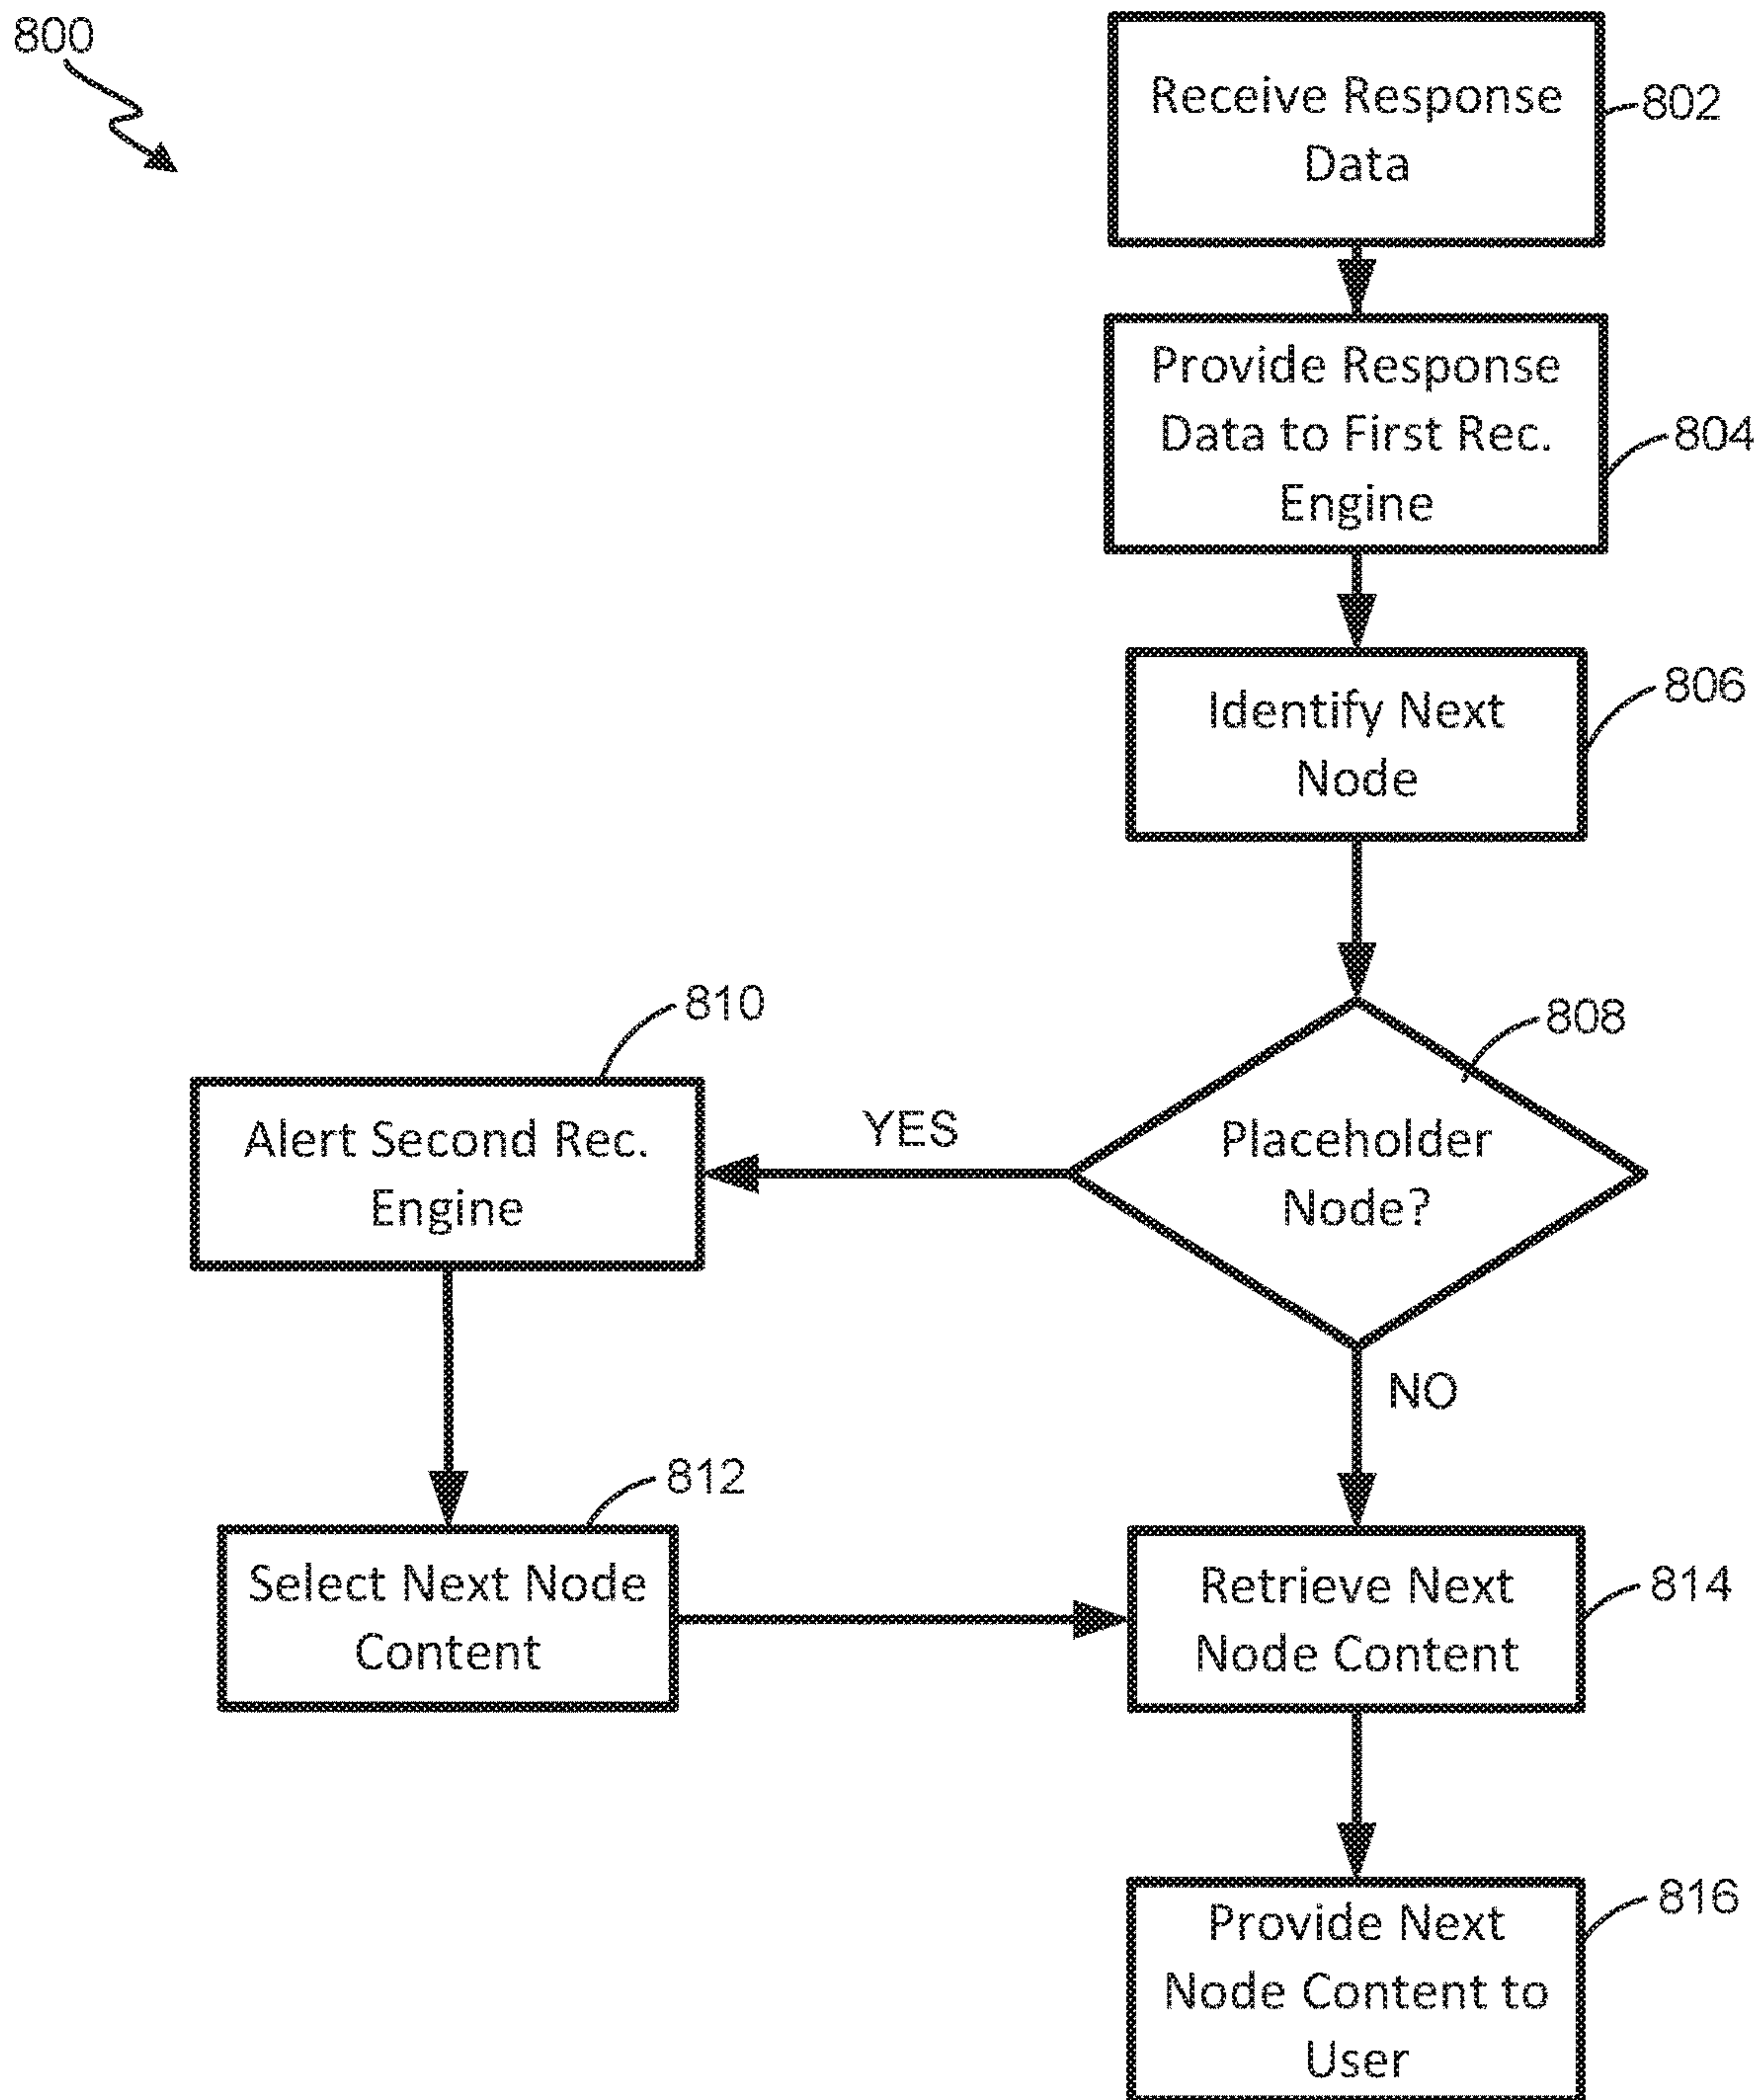 800
Receive Response
Data
802
Provide Response
Data to First Rec.
Engine
804
Identify Next
Node
806
Placeholder
Node?
808
YES
NO
Alert Second Rec.
Engine
810
Select Next Node
Content
812
Retrieve Next
Node Content
814
Provide Next
Node Content to
User
816